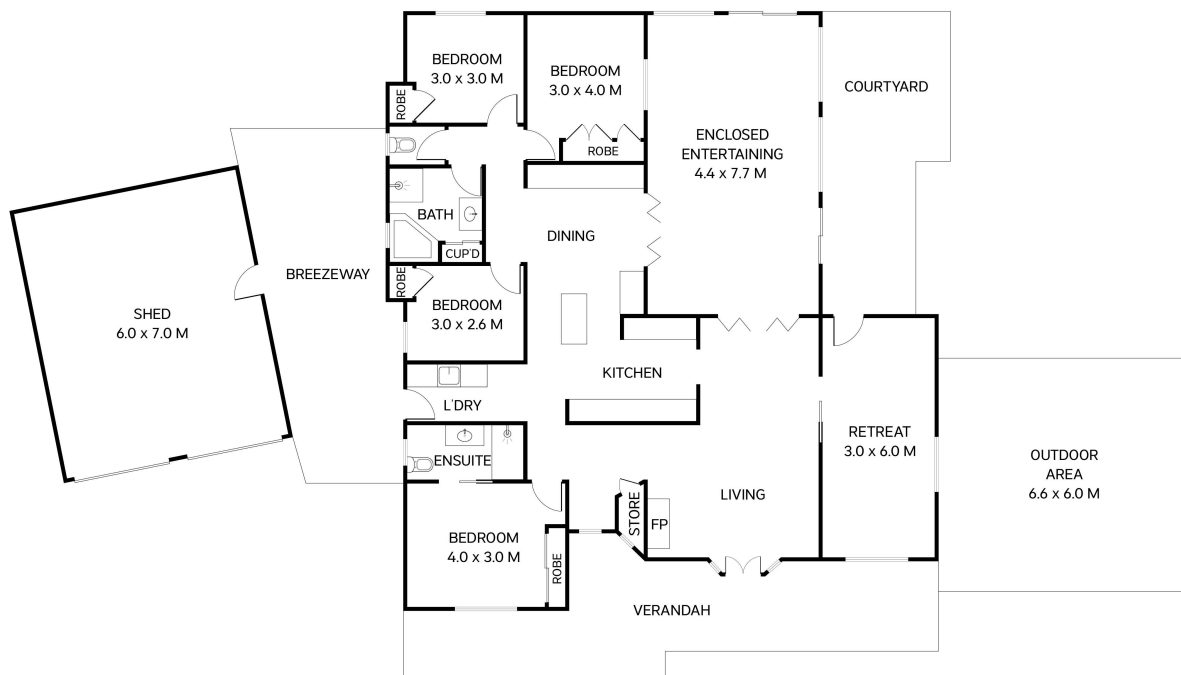 BEDROOM
3.0 x 3.0 M
BEDROOM
3.0 x 4.0 M
ROBE
ROBE
COURTYARD
ENCLOSED
ENTERTAINING
4.4 x 7.7 M
BATH
CUP'D
DINING
BREEZEWAY
ROBE
BEDROOM
3.0 x 2.6 M
SHED
6.0 x 7.0 M
KITCHEN
L'DRY
ENSUITE
RETREAT
3.0 x 6.0 M
OUTDOOR
AREA
6.6 x 6.0 M
LIVING
STORE
FP
BEDROOM
4.0 x 3.0 M
ROBE
VERANDAH